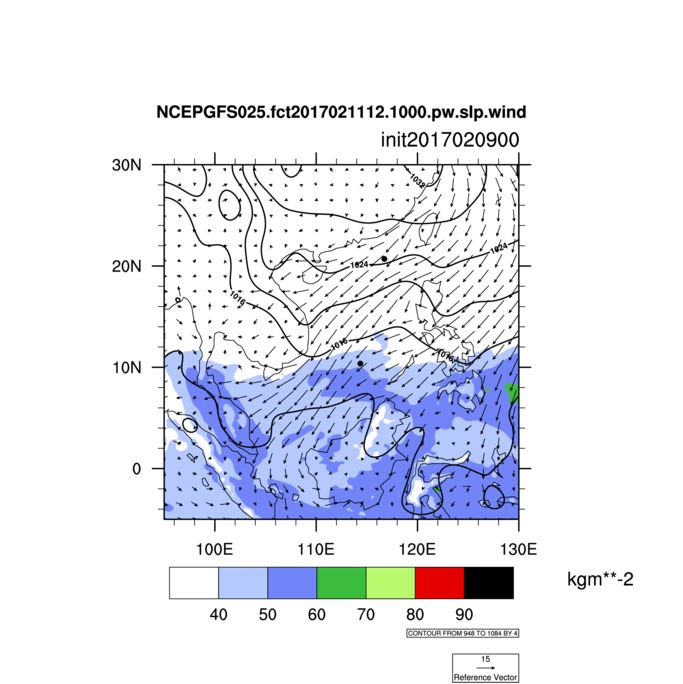 NCEPGFS025.fct2017021112.1000.pw.slp.wind
init2017020900
30N
20N
10N
0
1032
1024
1024
1016
1016
1016
100E 110E 120E 130E
kgm**-2
40 50 60 70 80 90
CONTOUR FROM 948 TO 1084 BY 4
15
Reference Vector